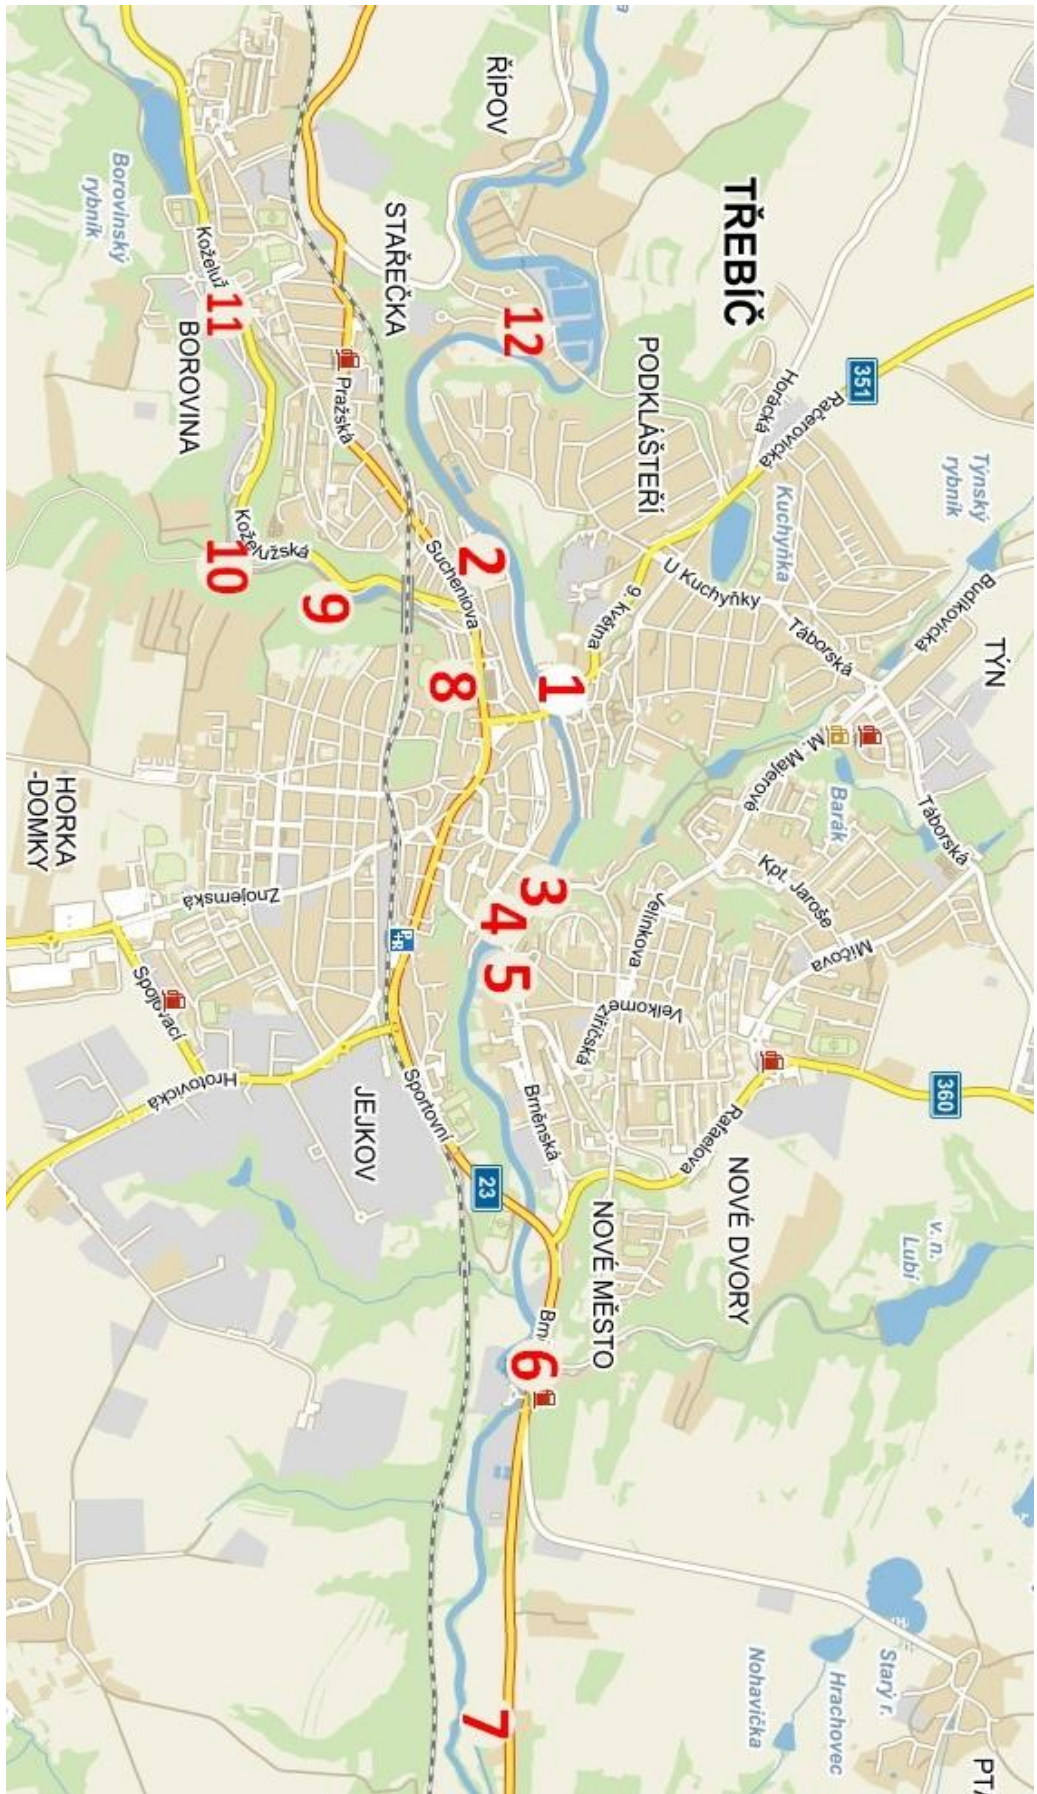 TŘEBÍČ
ŘÍPOV
STAŘEČKA
Borovinský
rybník
BOROVINA
PODKLÁŠTEŘÍ
Týnský
rybník
TÝN
Kuchyňka
Barák
HORKA
-DOMKY
JEJKOV
NOVÉ MĚSTO
NOVÉ DVORY
v. n.
Lubí
Starý r.
Hrachovec
Nohavička
351
360
23
P+R
Horácká
Račerovická
U Kuchyňky
9. května
Táborská
Budíkovická
Táborská
M. Majerové
Kpt. Jaroše
Míčova
Jelínkova
Velkomeziříčská
Rafaelova
Brněnská
Sportovní
Hrotovická
Spojovací
Znojemská
Sucheniova
Pražská
Koželužská
1
2
3
4
5
6
7
8
9
10
11
12